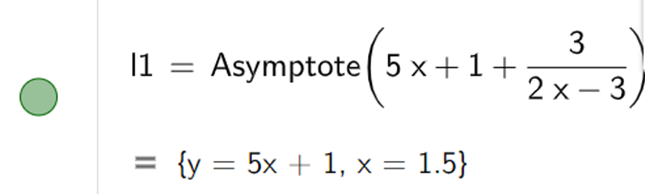 l1 = Asymptote(5 x + 1 + 3/(2 x − 3))
= {y = 5x + 1, x = 1.5}